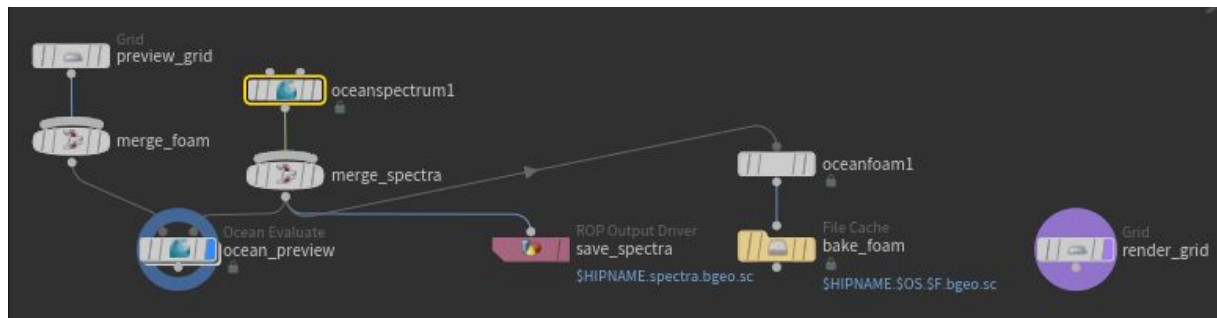 Grid
preview_grid
oceanspectrum1
merge_foam
merge_spectra
oceanfoam1
Ocean Evaluate
ocean_preview
ROP Output Driver
save_spectra
$HIPNAME.spectra.bgeo.sc
File Cache
bake_foam
$HIPNAME.$OS.$F.bgeo.sc
Grid
render_grid